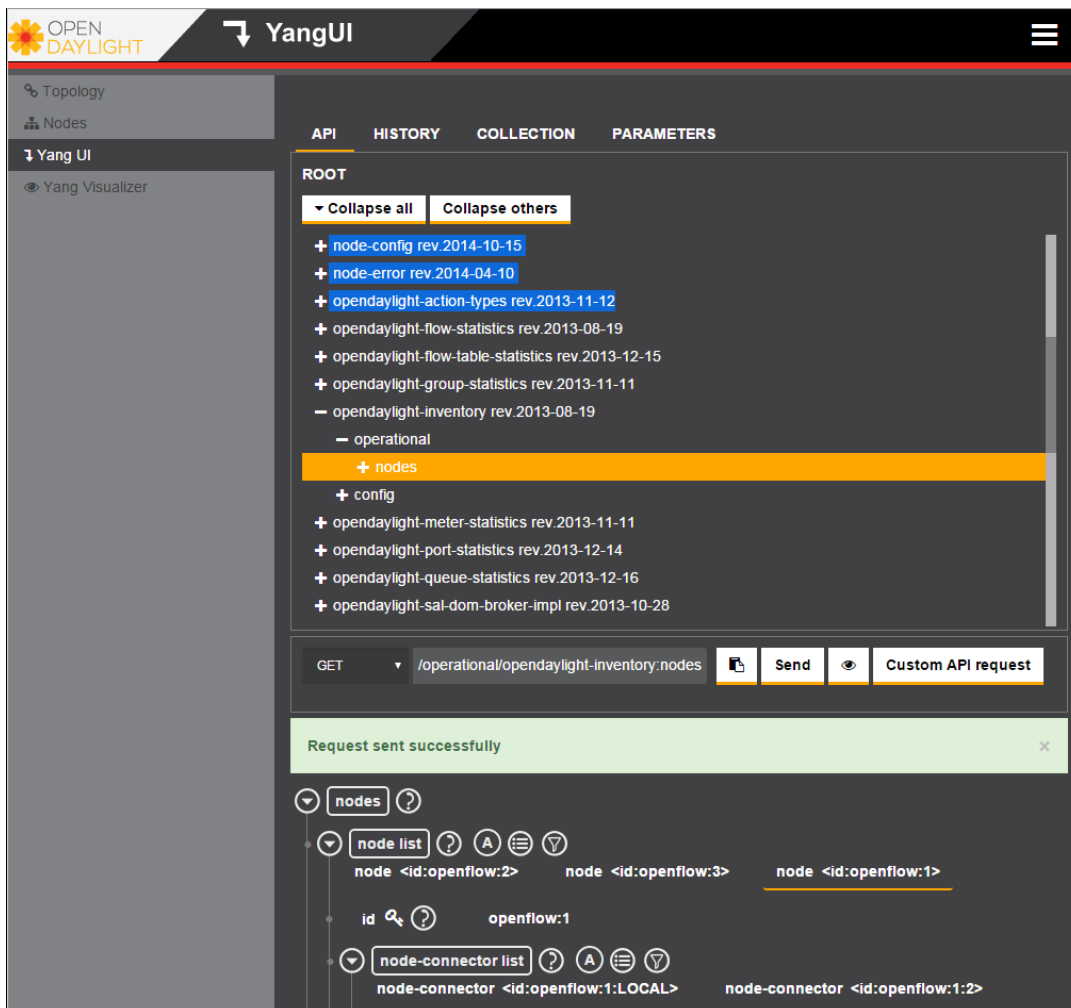 OPEN
DAYLIGHT
YangUI
Topology
Nodes
Yang UI
Yang Visualizer
API HISTORY COLLECTION PARAMETERS
ROOT
Collapse all Collapse others
node-config rev.2014-10-15
node-error rev.2014-04-10
opendaylight-action-types rev.2013-11-12
opendaylight-flow-statistics rev.2013-08-19
opendaylight-flow-table-statistics rev.2013-12-15
opendaylight-group-statistics rev.2013-11-11
opendaylight-inventory rev.2013-08-19
operational
nodes
config
opendaylight-meter-statistics rev.2013-11-11
opendaylight-port-statistics rev.2013-12-14
opendaylight-queue-statistics rev.2013-12-16
opendaylight-sal-dom-broker-impl rev.2013-10-28
GET /operational/opendaylight-inventory:nodes Send Custom API request
Request sent successfully ×
nodes ?
node list ? A
node <id:openflow:2> node <id:openflow:3> node <id:openflow:1>
id ? openflow:1
node-connector list ? A
node-connector <id:openflow:1:LOCAL> node-connector <id:openflow:1:2>